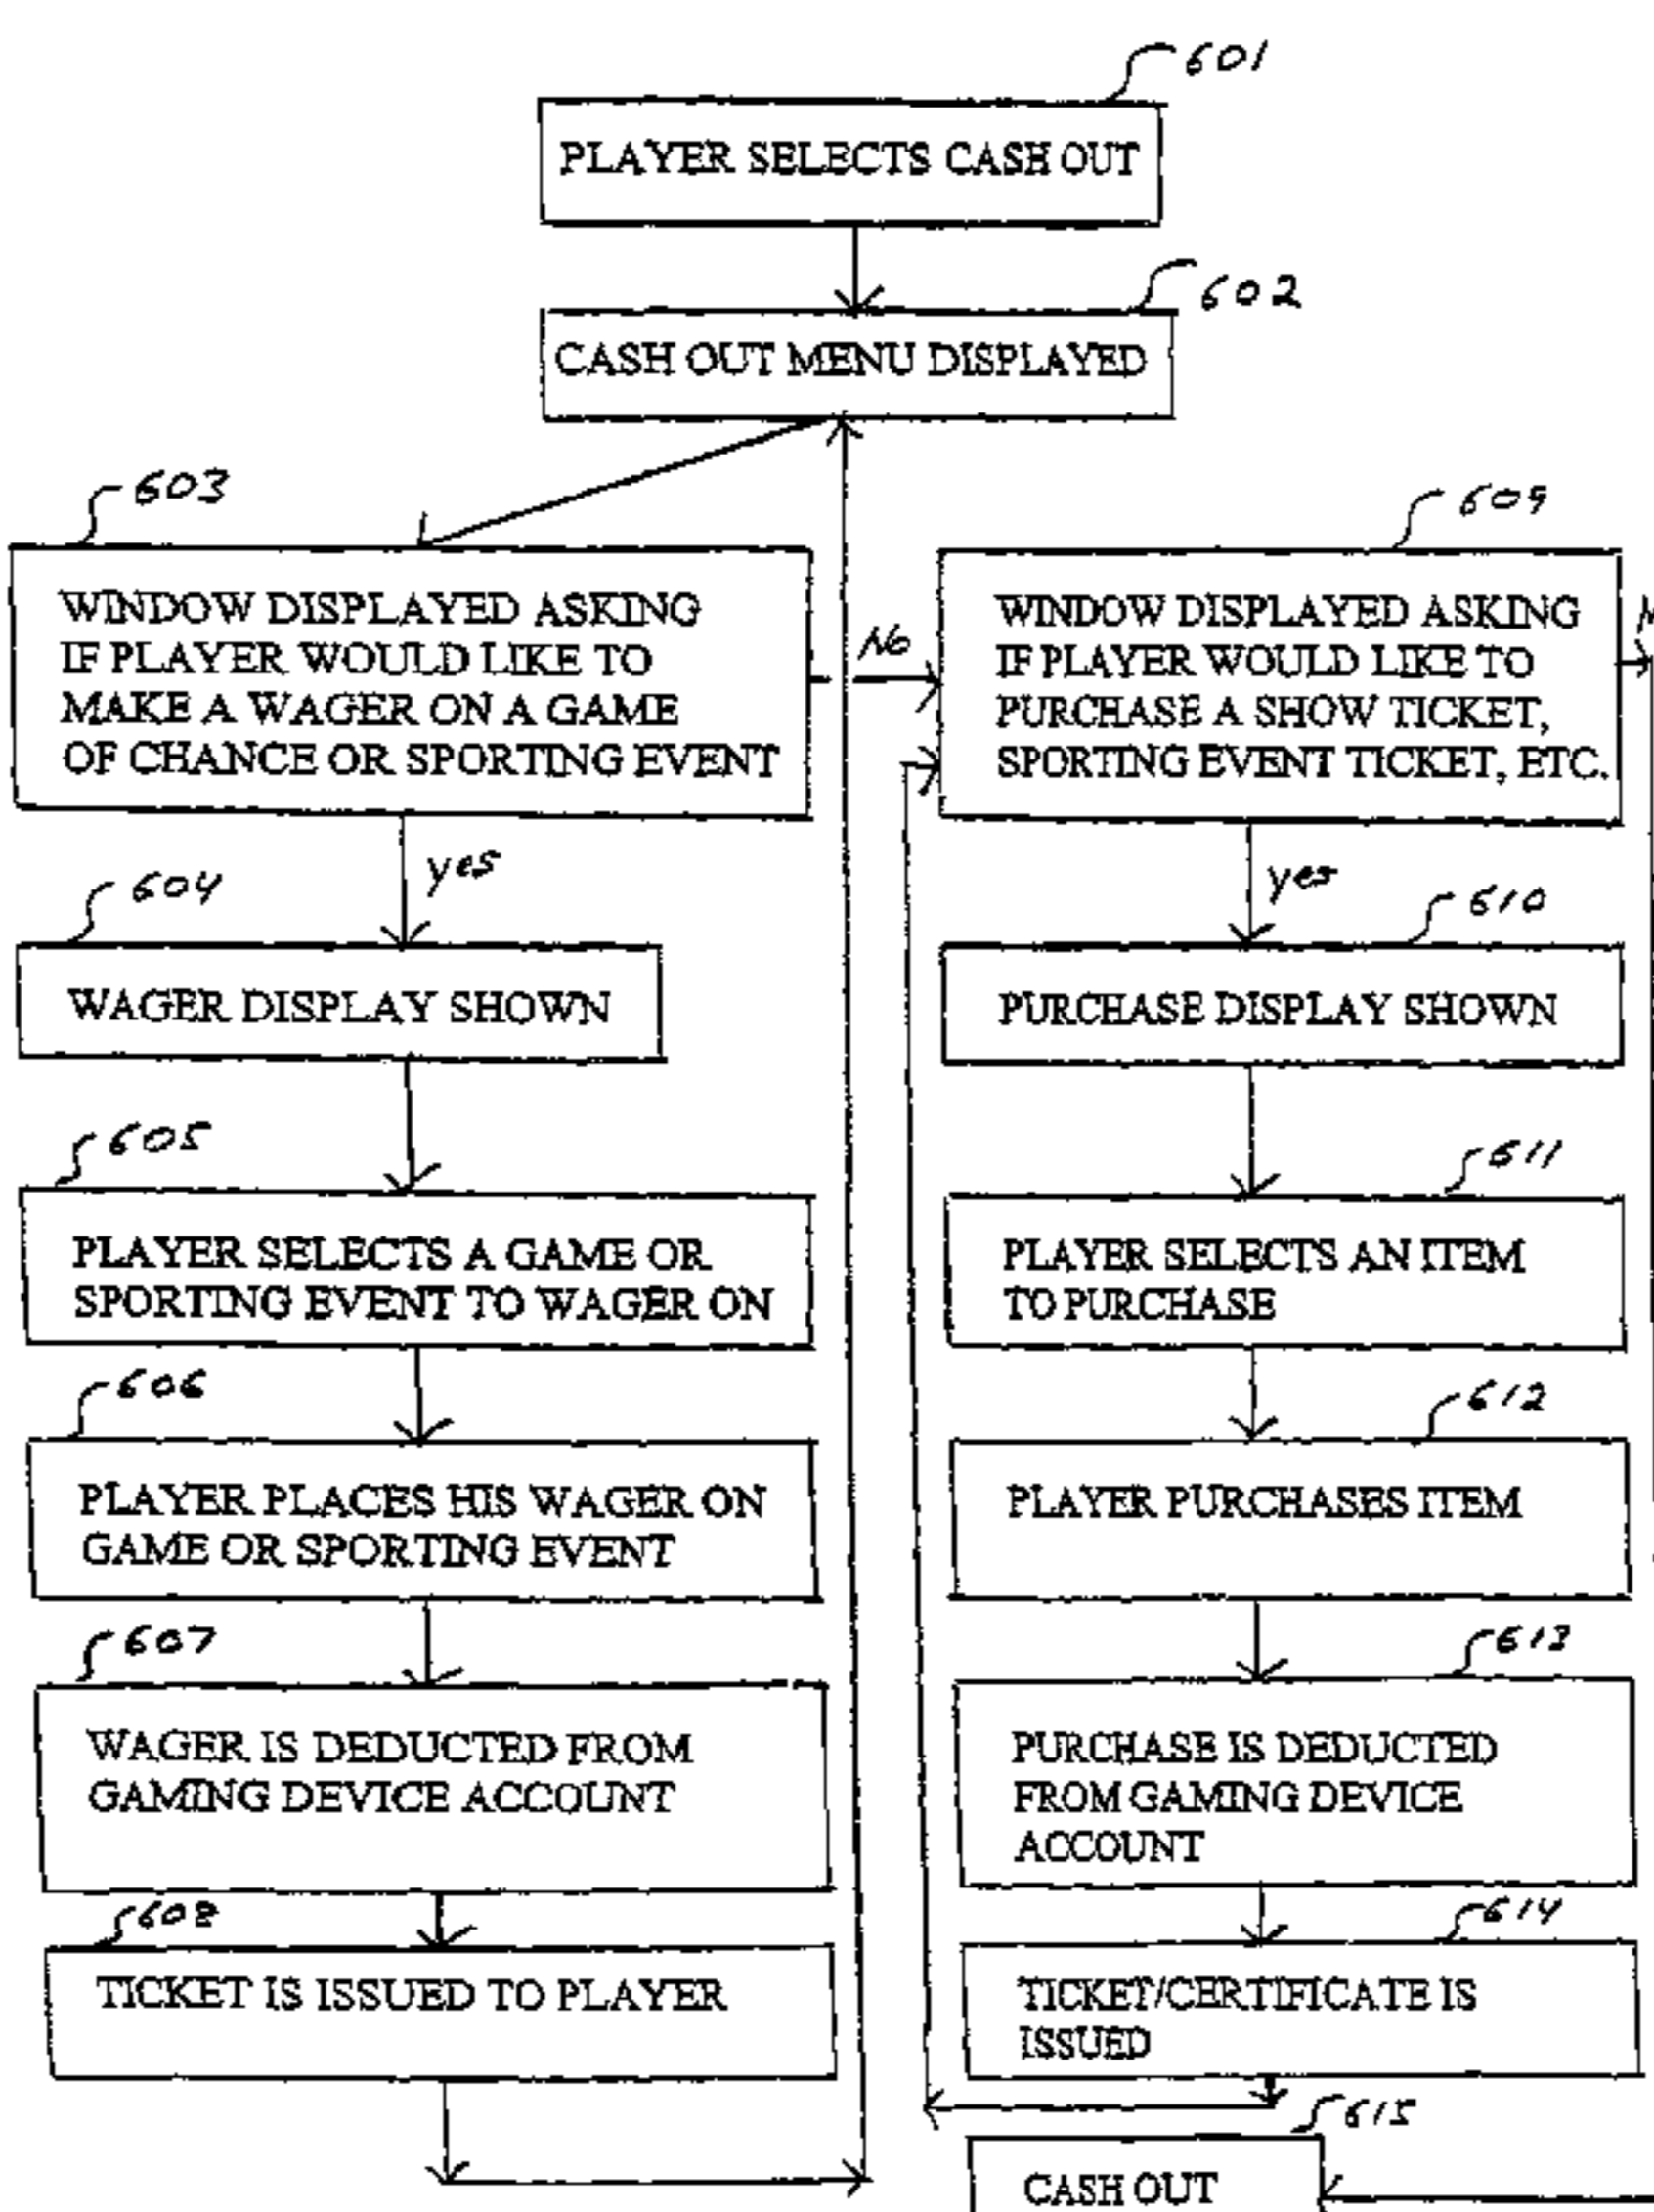 601
PLAYER SELECTS CASH OUT
602
CASH OUT MENU DISPLAYED
603
WINDOW DISPLAYED ASKING
IF PLAYER WOULD LIKE TO
MAKE A WAGER ON A GAME
OF CHANCE OR SPORTING EVENT
No
yes
604
WAGER DISPLAY SHOWN
605
PLAYER SELECTS A GAME OR
SPORTING EVENT TO WAGER ON
606
PLAYER PLACES HIS WAGER ON
GAME OR SPORTING EVENT
607
WAGER IS DEDUCTED FROM
GAMING DEVICE ACCOUNT
608
TICKET IS ISSUED TO PLAYER
609
WINDOW DISPLAYED ASKING
IF PLAYER WOULD LIKE TO
PURCHASE A SHOW TICKET,
SPORTING EVENT TICKET, ETC.
yes
610
PURCHASE DISPLAY SHOWN
611
PLAYER SELECTS AN ITEM
TO PURCHASE
612
PLAYER PURCHASES ITEM
613
PURCHASE IS DEDUCTED
FROM GAMING DEVICE
ACCOUNT
614
TICKET/CERTIFICATE IS
ISSUED
615
CASH OUT